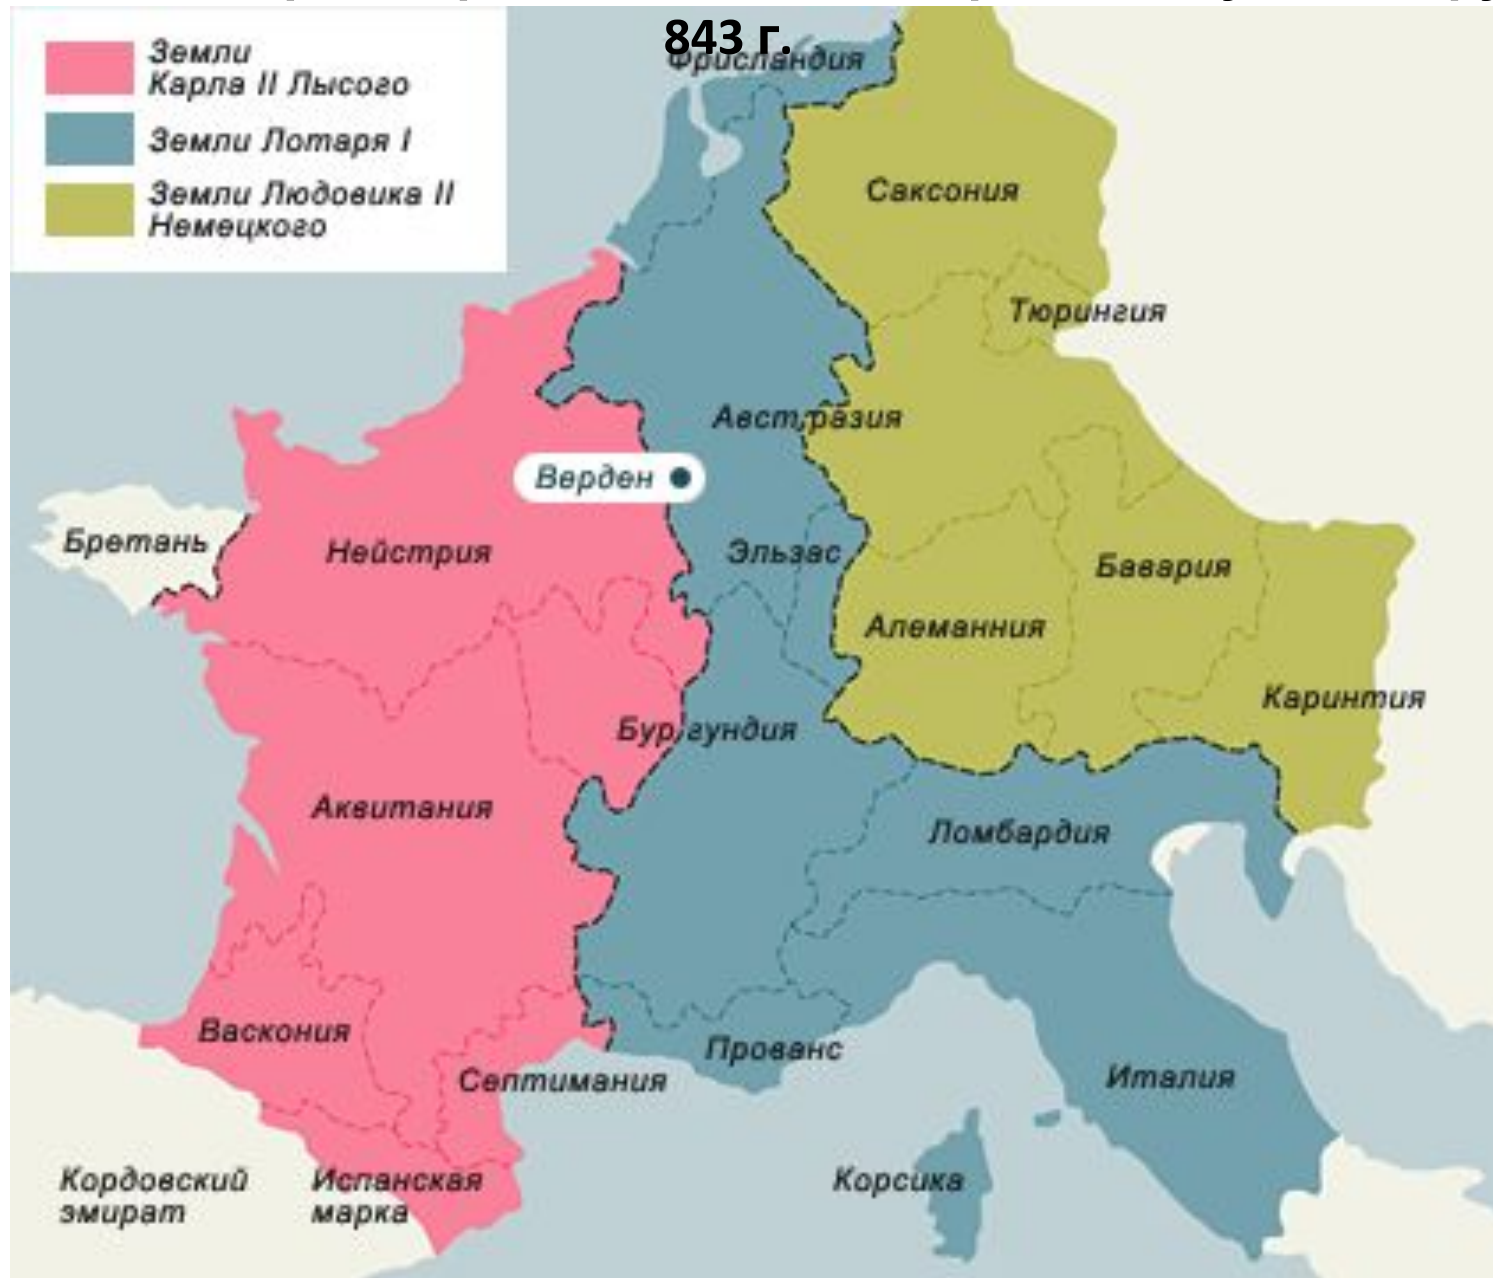 843 г.
Земли
Карла II Лысого
Земли Лотаря I
Земли Людовика II
Немецкого
Фрисландия
Саксония
Тюрингия
Австразия
Верден
Бретань
Нейстрия
Эльзас
Бавария
Алеманния
Каринтия
Бургундия
Аквитания
Ломбардия
Васкония
Прованс
Септимания
Италия
Кордовский
эмират
Испанская
марка
Корсика